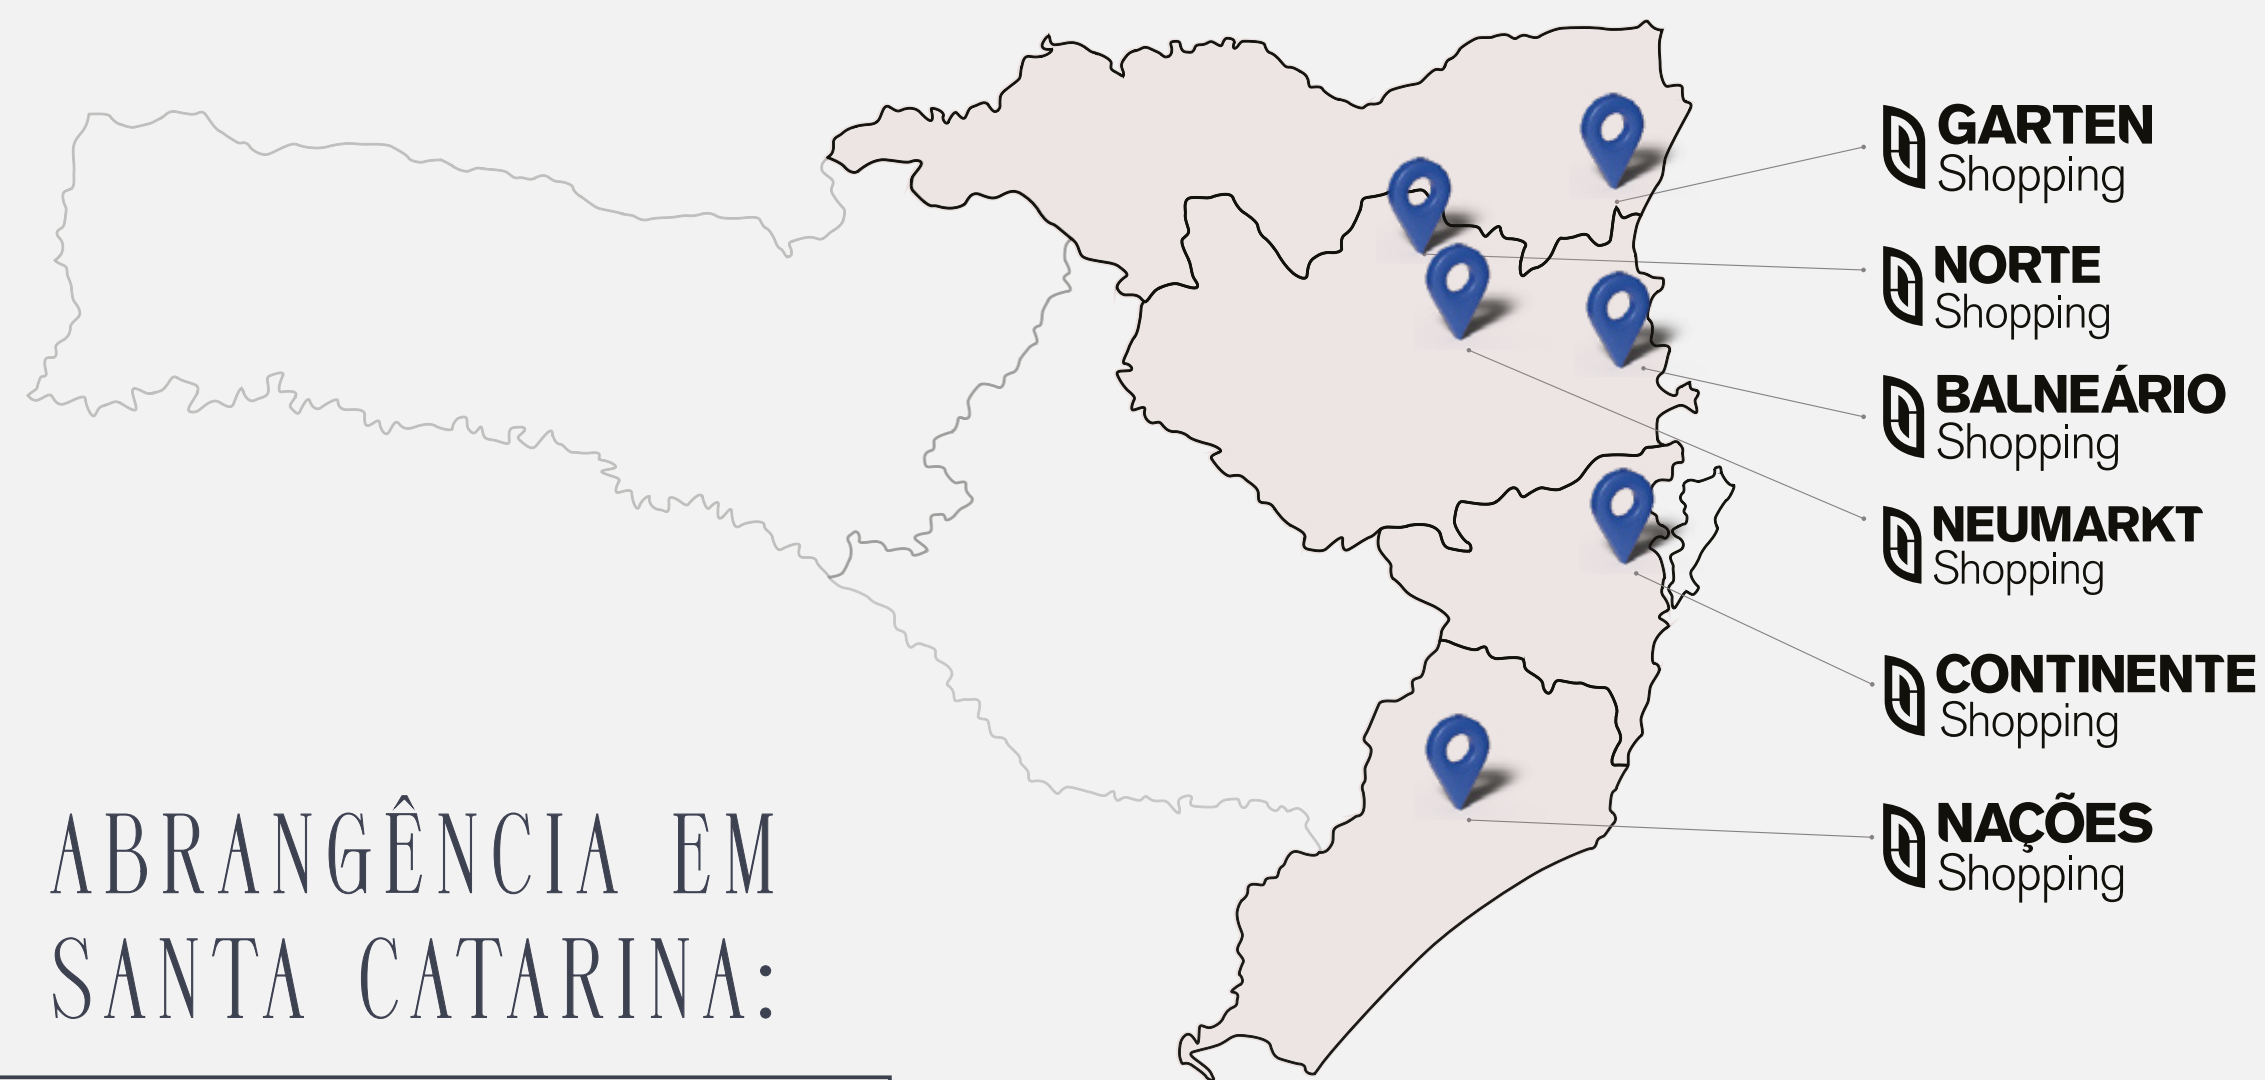 GARTEN
Shopping
NORTE
Shopping
BALNEÁRIO
Shopping
NEUMARKT
Shopping
CONTINENTE
Shopping
NAÇÕES
Shopping
ABRANGÊNCIA EM
SANTA CATARINA: